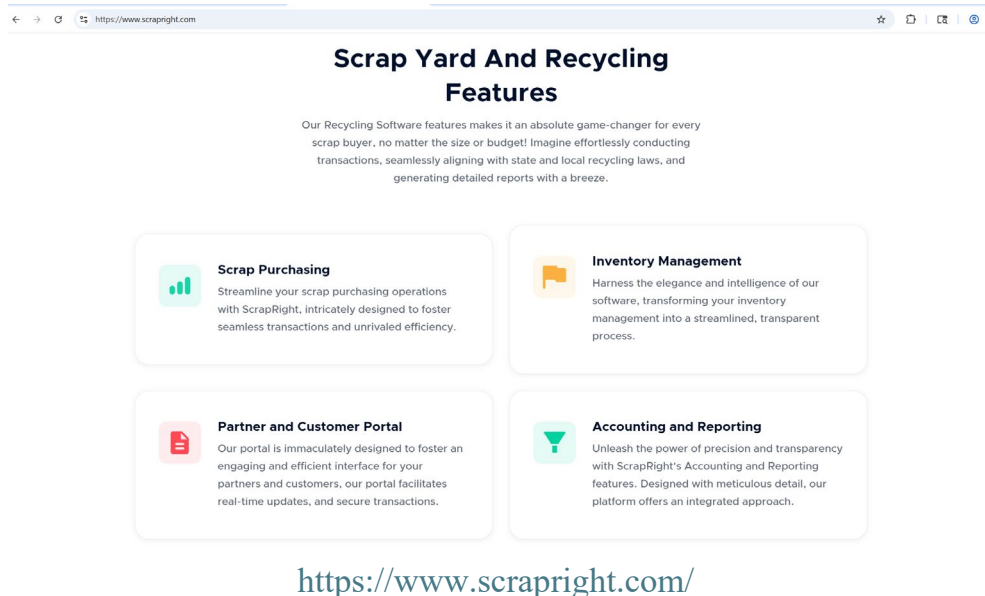 https://www.scrapright.com
Scrap Yard And Recycling
Features
Our Recycling Software features makes it an absolute game-changer for every
scrap buyer, no matter the size or budget! Imagine effortlessly conducting
transactions, seamlessly aligning with state and local recycling laws, and
generating detailed reports with a breeze.
Scrap Purchasing
Streamline your scrap purchasing operations
with ScrapRight, intricately designed to foster
seamless transactions and unrivaled efficiency.
Inventory Management
Harness the elegance and intelligence of our
software, transforming your inventory
management into a streamlined, transparent
process.
Partner and Customer Portal
Our portal is immaculately designed to foster an
engaging and efficient interface for your
partners and customers, our portal facilitates
real-time updates, and secure transactions.
Accounting and Reporting
Unleash the power of precision and transparency
with ScrapRight's Accounting and Reporting
features. Designed with meticulous detail, our
platform offers an integrated approach.
https://www.scrapright.com/